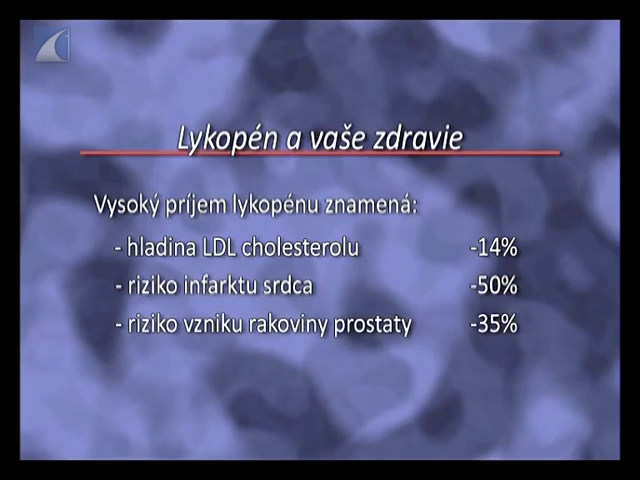 Lykopén a vaše zdravie
Vysoký príjem lykopénu znamená:
- hladina LDL cholesterolu -14%
- riziko infarktu srdca -50%
- riziko vzniku rakoviny prostaty -35%